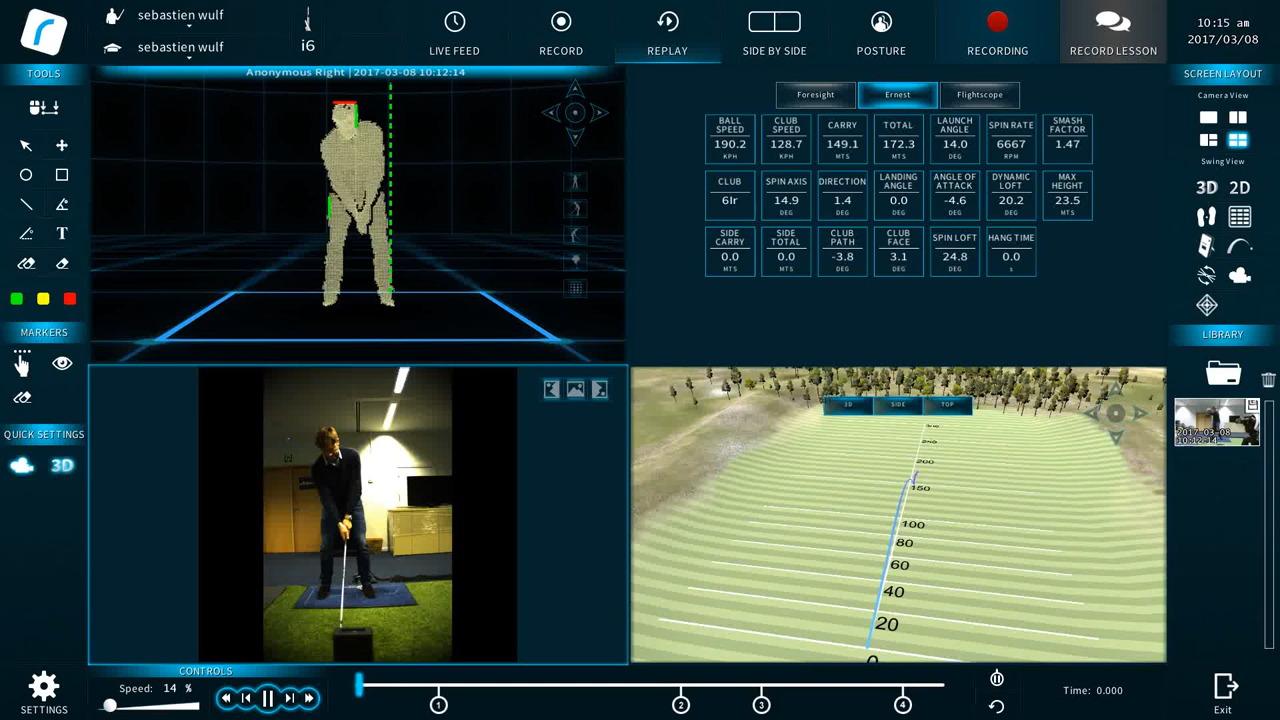 sebastien wulf
sebastien wulf
i6
LIVE FEED
RECORD
REPLAY
SIDE BY SIDE
POSTURE
RECORDING
RECORD LESSON
10:15 am
2017/03/08
TOOLS
T
MARKERS
QUICK SETTINGS
3D
SETTINGS
Anonymous Right | 2017-03-08 10:12:14
Foresight
Ernest
Flightscope
BALL SPEED
190.2
KPH
CLUB SPEED
128.7
KPH
CARRY
149.1
MTS
TOTAL
172.3
MTS
LAUNCH ANGLE
14.0
DEG
SPIN RATE
6667
RPM
SMASH FACTOR
1.47
CLUB
6Ir
SPIN AXIS
14.9
DEG
DIRECTION
1.4
DEG
LANDING ANGLE
0.0
DEG
ANGLE OF ATTACK
-4.6
DEG
DYNAMIC LOFT
20.2
DEG
MAX HEIGHT
23.5
MTS
SIDE CARRY
0.0
MTS
SIDE TOTAL
0.0
MTS
CLUB PATH
-3.8
DEG
CLUB FACE
3.1
DEG
SPIN LOFT
24.8
DEG
HANG TIME
0.0
s
3D
SIDE
TOP
250
200
150
100
80
60
40
20
0
SCREEN LAYOUT
Camera View
Swing View
3D 2D
LIBRARY
2017-03-08
10:12:14
CONTROLS
Speed: 14 %
1
2
3
4
Time: 0.000
Exit